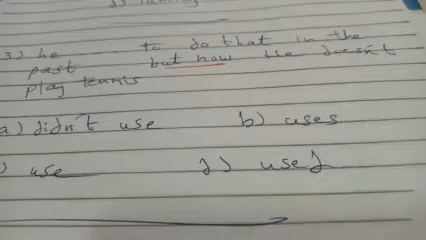 3) he ____ to do that in the
past but now he doesn't
play tennis
a) didn't use b) uses
) use d) used